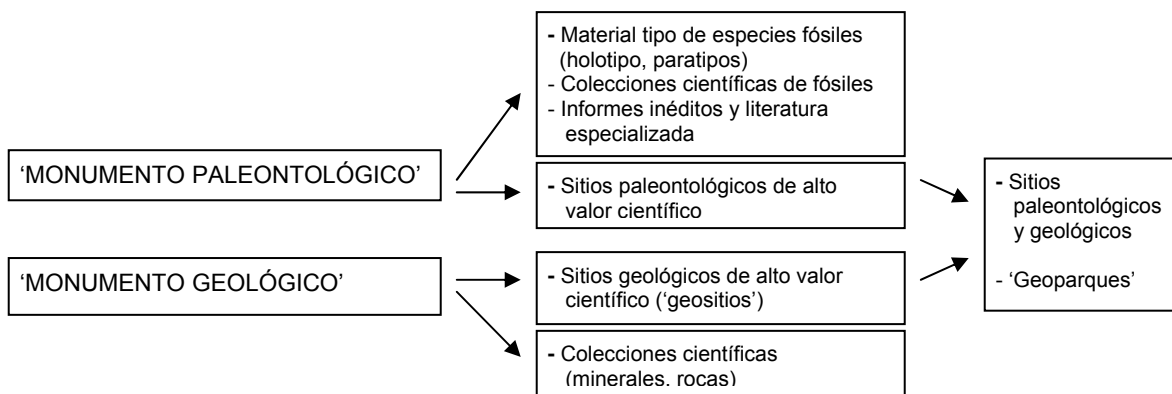 - Material tipo de especies fósiles
(holotipo, paratipos)
- Colecciones científicas de fósiles
- Informes inéditos y literatura
especializada
‘MONUMENTO PALEONTOLÓGICO’
- Sitios paleontológicos de alto
valor científico
‘MONUMENTO GEOLÓGICO’
- Sitios geológicos de alto valor
científico (‘geositios’)
- Colecciones científicas
(minerales, rocas)
- Sitios
paleontológicos
y geológicos
- ‘Geoparques’